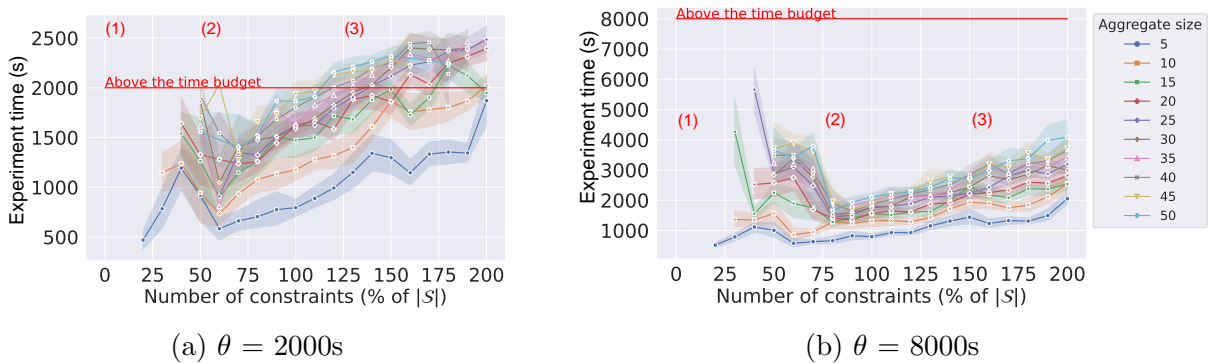 (1) (2) (3)
Above the time budget
2500
2000
1500
1000
500
0 25 50 75 100 125 150 175 200
Experiment time (s)
Number of constraints (% of |𝒮|)
(a) θ = 2000s
Above the time budget
(1) (2) (3)
8000
7000
6000
5000
4000
3000
2000
1000
0 25 50 75 100 125 150 175 200
Experiment time (s)
Number of constraints (% of |𝒮|)
(b) θ = 8000s
Aggregate size
5
10
15
20
25
30
35
40
45
50